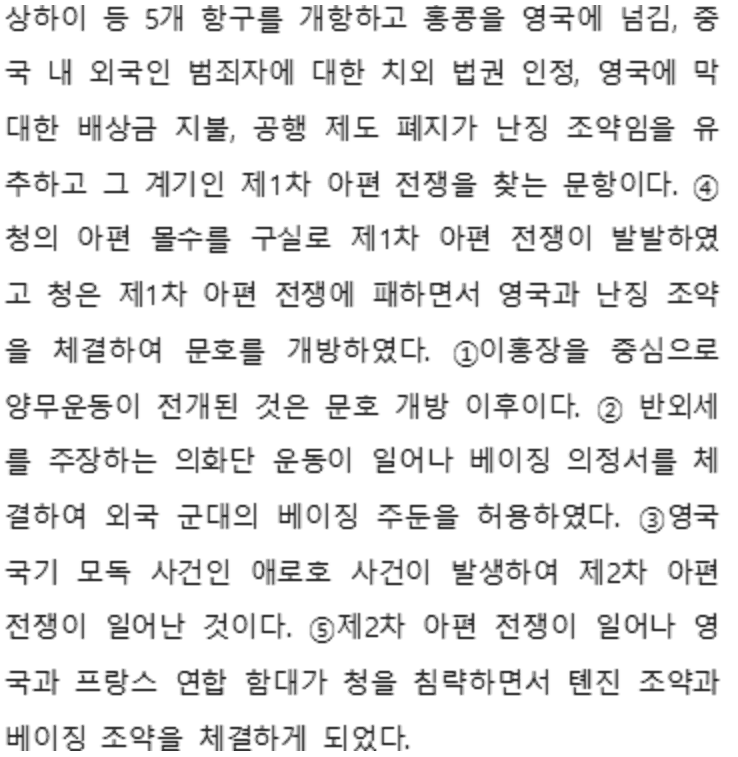 상하이 등 5개 항구를 개항하고 홍콩을 영국에 넘김, 중
국 내 외국인 범죄자에 대한 치외 법권 인정, 영국에 막
대한 배상금 지불, 공행 제도 폐지가 난징 조약임을 유
추하고 그 계기인 제1차 아편 전쟁을 찾는 문항이다. ④
청의 아편 몰수를 구실로 제1차 아편 전쟁이 발발하였
고 청은 제1차 아편 전쟁에 패하면서 영국과 난징 조약
을 체결하여 문호를 개방하였다. ①이홍장을 중심으로
양무운동이 전개된 것은 문호 개방 이후이다. ② 반외세
를 주장하는 의화단 운동이 일어나 베이징 의정서를 체
결하여 외국 군대의 베이징 주둔을 허용하였다. ③영국
국기 모독 사건인 애로호 사건이 발생하여 제2차 아편
전쟁이 일어난 것이다. ⑤제2차 아편 전쟁이 일어나 영
국과 프랑스 연합 함대가 청을 침략하면서 톈진 조약과
베이징 조약을 체결하게 되었다.